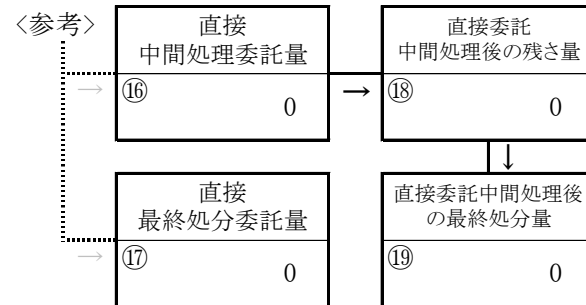 〈参考〉
直接
中間処理委託量
→
⑯
0
→
直接委託
中間処理後の残さ量
⑱
0
↓
直接
最終処分委託量
→
⑰
0
直接委託中間処理後
の最終処分量
⑲
0